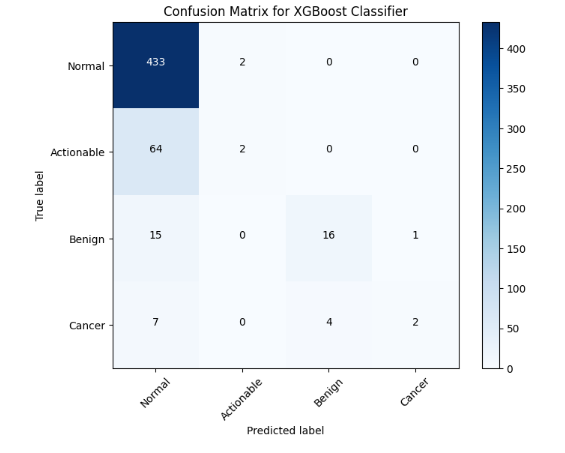 Confusion Matrix for XGBoost Classifier
Normal 433 2 0 0
Actionable 64 2 0 0
Benign 15 0 16 1
Cancer 7 0 4 2
True label
Normal Actionable Benign Cancer
Predicted label
400
350
300
250
200
150
100
50
0